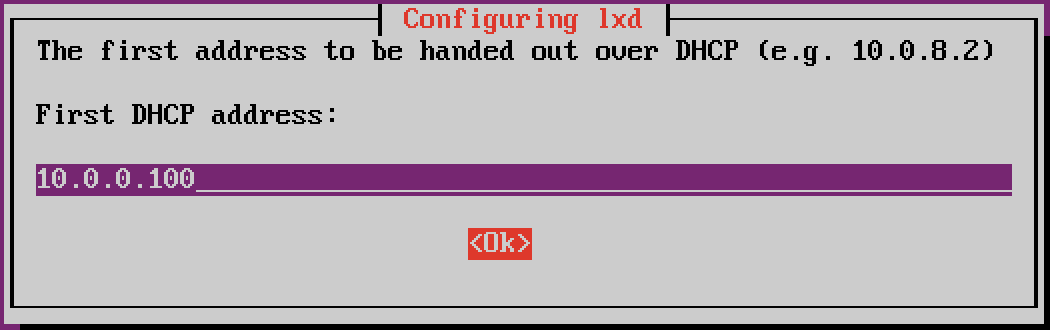 Configuring lxd
The first address to be handed out over DHCP (e.g. 10.0.8.2)
First DHCP address:
10.0.0.100
<Ok>